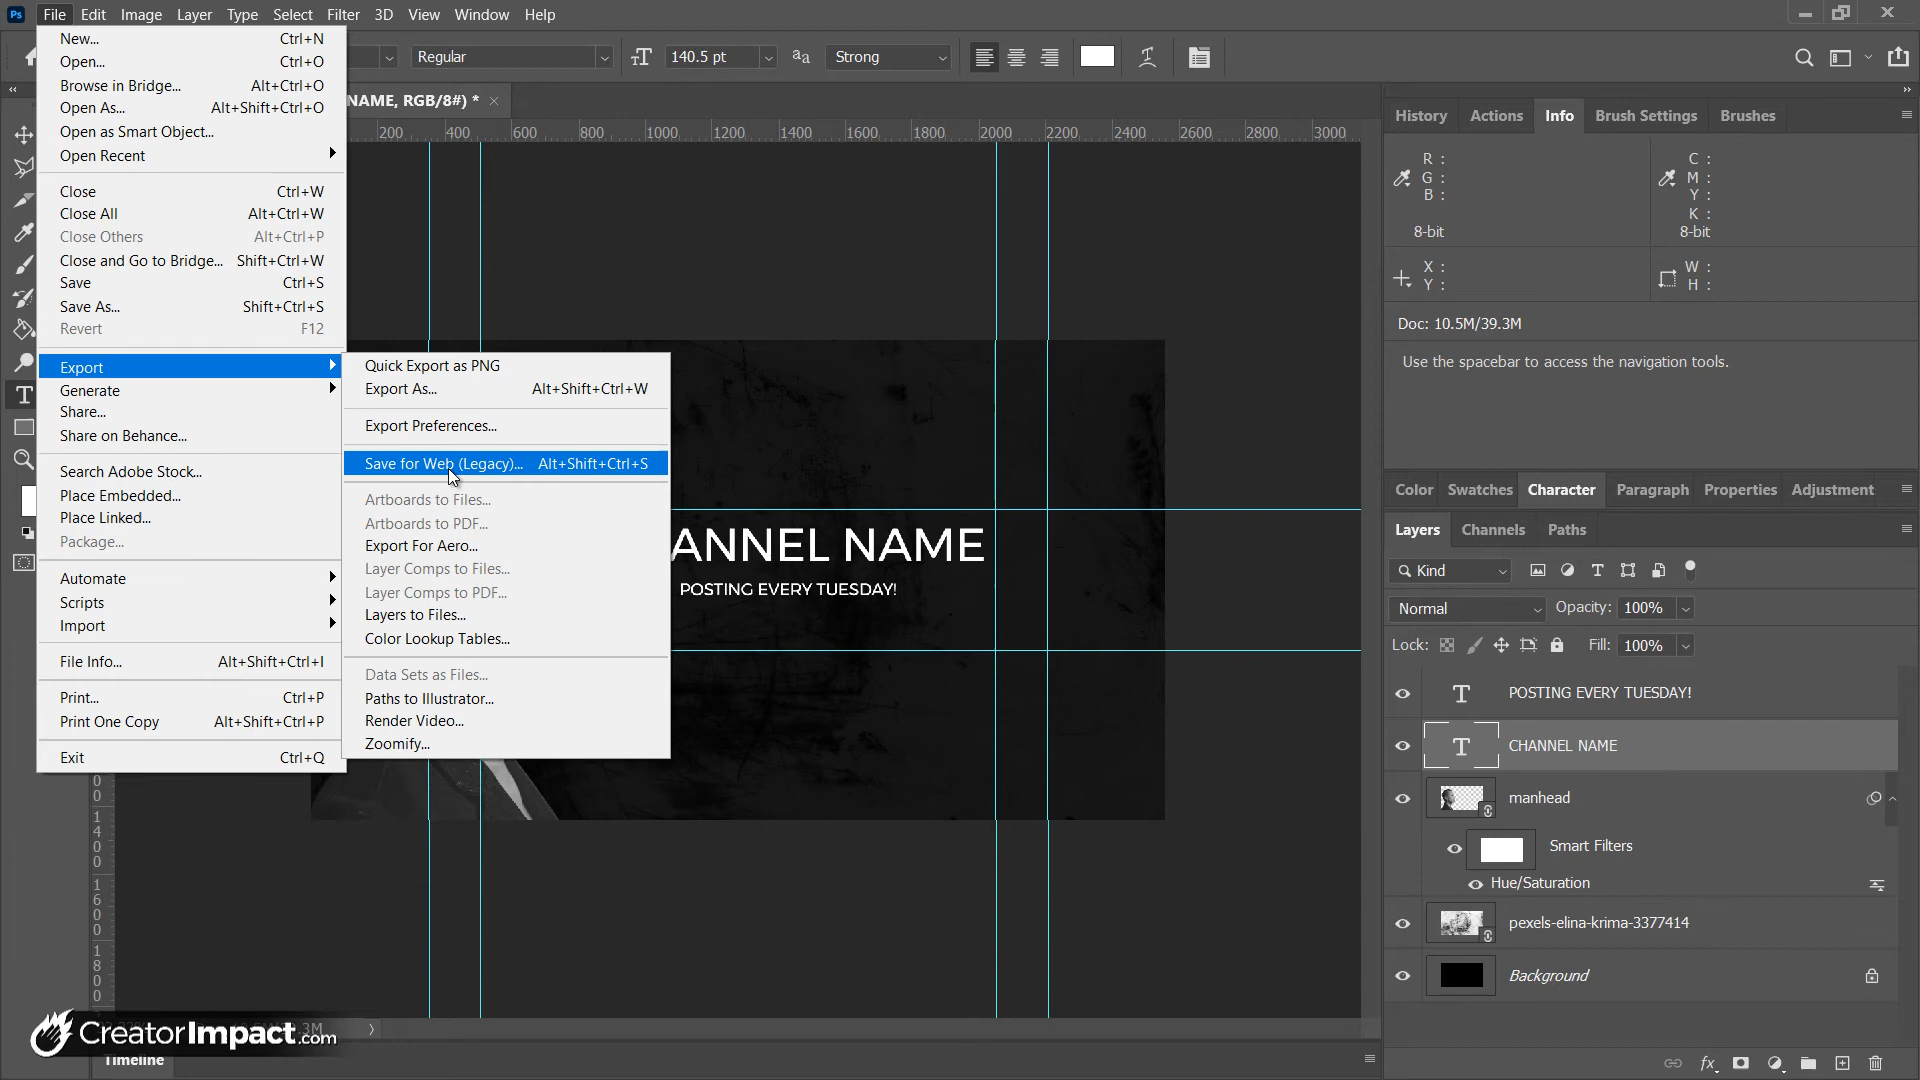 Ps File Edit Image Layer Type Select Filter 3D View Window Help
Regular 140.5 pt aa Strong
NAME, RGB/8#) * ×
200 400 600 800 1000 1200 1400 1600 1800 2000 2200 2400 2600 2800 3000
New... Ctrl+N
Open... Ctrl+O
Browse in Bridge... Alt+Ctrl+O
Open As... Alt+Shift+Ctrl+O
Open as Smart Object...
Open Recent
Close Ctrl+W
Close All Alt+Ctrl+W
Close Others Alt+Ctrl+P
Close and Go to Bridge... Shift+Ctrl+W
Save Ctrl+S
Save As... Shift+Ctrl+S
Revert F12
Export
Generate
Share...
Share on Behance...
Search Adobe Stock...
Place Embedded...
Place Linked...
Package...
Automate
Scripts
Import
File Info... Alt+Shift+Ctrl+I
Print... Ctrl+P
Print One Copy Alt+Shift+Ctrl+P
Exit Ctrl+Q
Quick Export as PNG
Export As... Alt+Shift+Ctrl+W
Export Preferences...
Save for Web (Legacy)... Alt+Shift+Ctrl+S
Artboards to Files...
Artboards to PDF...
Export For Aero...
Layer Comps to Files...
Layer Comps to PDF...
Layers to Files...
Color Lookup Tables...
Data Sets as Files...
Paths to Illustrator...
Render Video...
Zoomify...
ANNEL NAME
POSTING EVERY TUESDAY!
1400
1600
1800
History Actions Info Brush Settings Brushes
R : C :
G : M :
B : Y :
K :
8-bit 8-bit
X : W :
Y : H :
Doc: 10.5M/39.3M
Use the spacebar to access the navigation tools.
Color Swatches Character Paragraph Properties Adjustment
Layers Channels Paths
Kind
Normal Opacity: 100%
Lock: Fill: 100%
T POSTING EVERY TUESDAY!
T CHANNEL NAME
manhead
Smart Filters
Hue/Saturation
pexels-elina-krima-3377414
Background
fx
CreatorImpact.com
Timeline